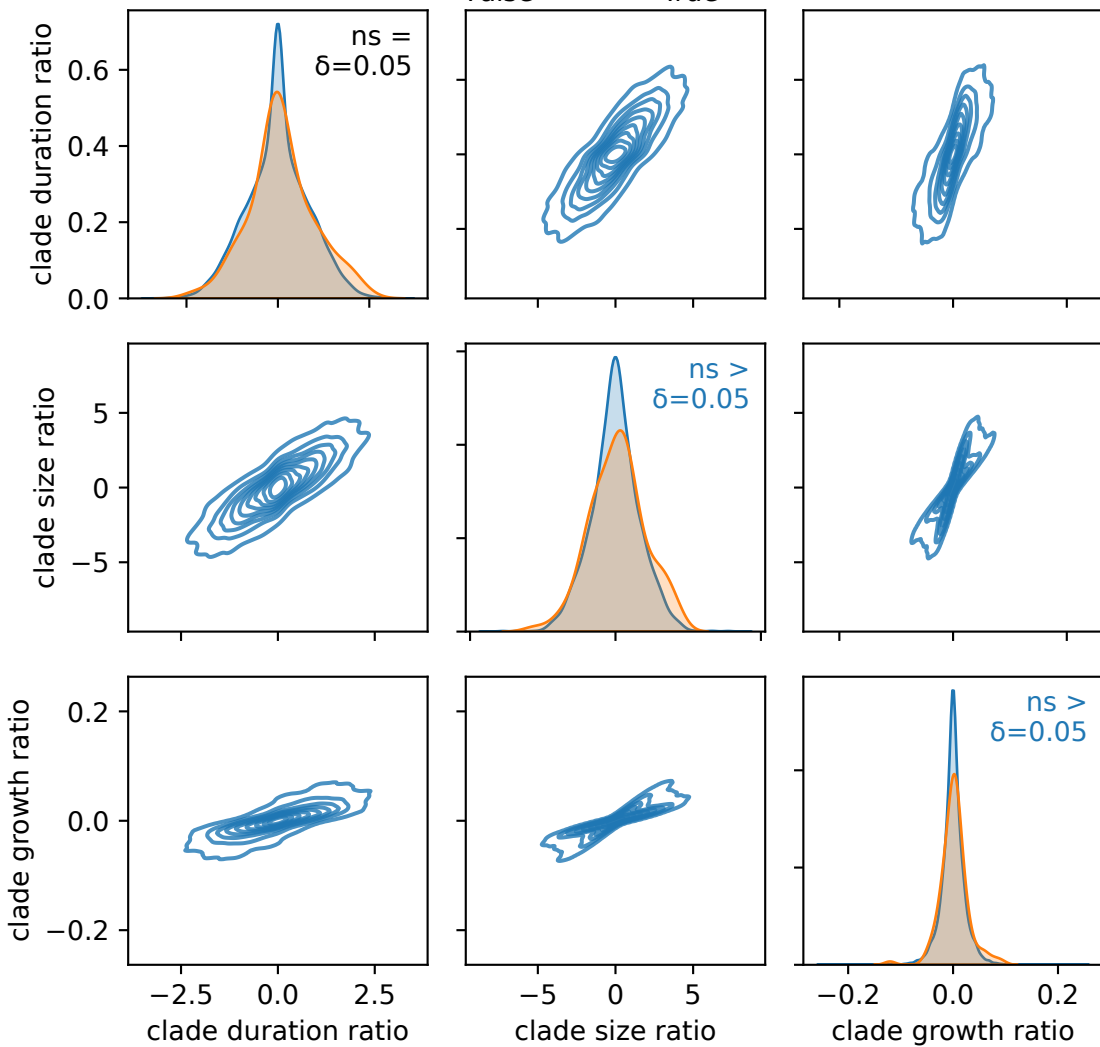 clade duration ratio
0.6
0.4
0.2
0.0
ns =
δ=0.05
clade size ratio
5
0
−5
ns >
δ=0.05
clade growth ratio
0.2
0.0
−0.2
ns >
δ=0.05
−2.5 0.0 2.5
−5 0 5
−0.2 0.0 0.2
clade duration ratio
clade size ratio
clade growth ratio